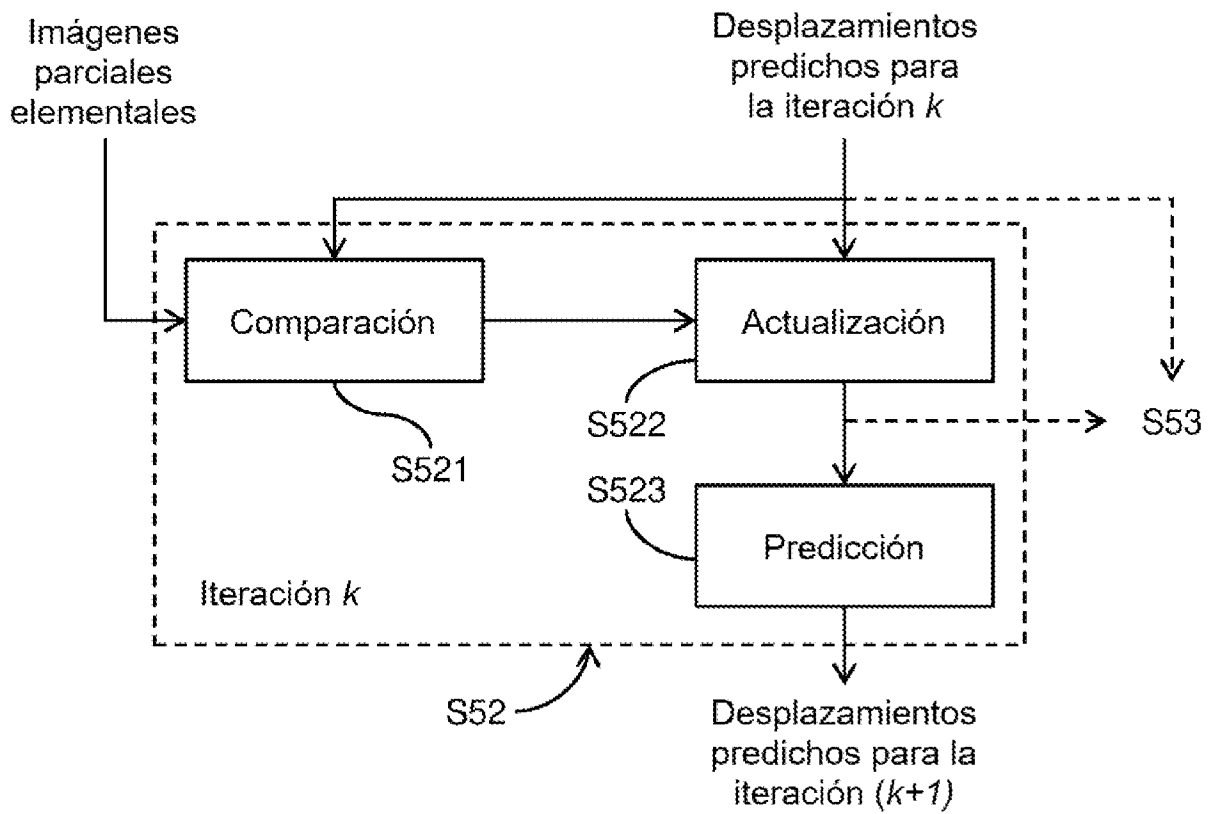 Imágenes
parciales
elementales
Desplazamientos
predichos para
la iteración k
Comparación
Actualización
S522
S53
S521
S523
Predicción
Iteración k
S52
Desplazamientos
predichos para la
iteración (k+1)